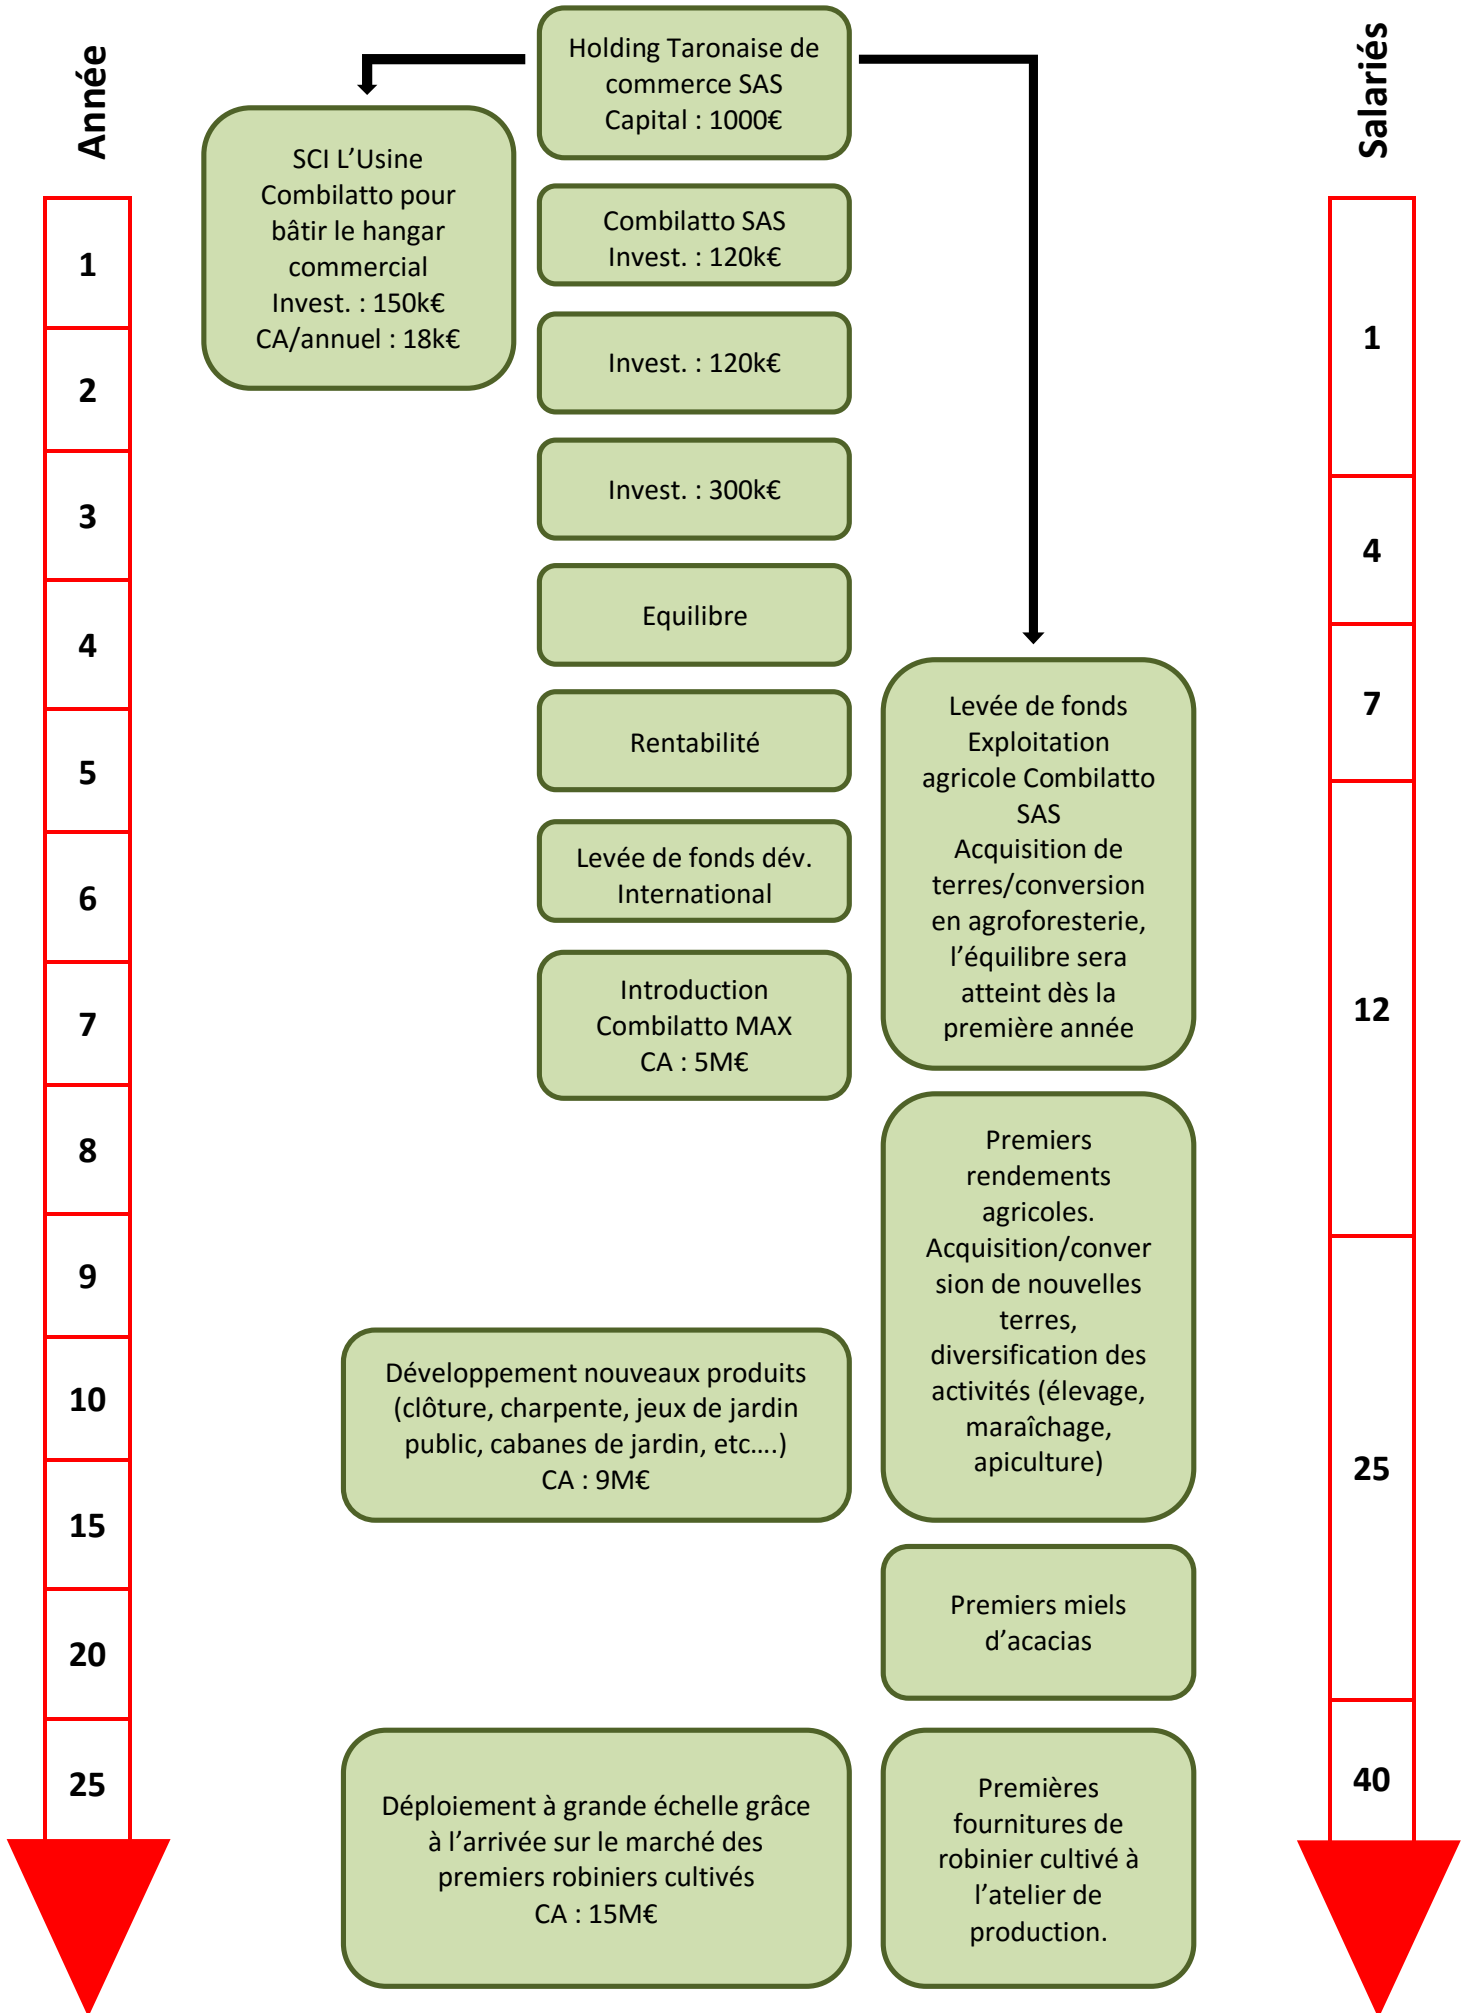 Année
1
2
3
4
5
6
7
8
9
10
15
20
25
Holding Taronaise de
commerce SAS
Capital : 1000€
SCI L’Usine
Combilatto pour
bâtir le hangar
commercial
Invest. : 150k€
CA/annuel : 18k€
Combilatto SAS
Invest. : 120k€
Invest. : 120k€
Invest. : 300k€
Equilibre
Rentabilité
Levée de fonds dév.
International
Introduction
Combilatto MAX
CA : 5M€
Développement nouveaux produits
(clôture, charpente, jeux de jardin
public, cabanes de jardin, etc….)
CA : 9M€
Déploiement à grande échelle grâce
à l’arrivée sur le marché des
premiers robiniers cultivés
CA : 15M€
Levée de fonds
Exploitation
agricole Combilatto
SAS
Acquisition de
terres/conversion
en agroforesterie,
l’équilibre sera
atteint dès la
première année
Premiers
rendements
agricoles.
Acquisition/conver
sion de nouvelles
terres,
diversification des
activités (élevage,
maraîchage,
apiculture)
Premiers miels
d’acacias
Premières
fournitures de
robinier cultivé à
l’atelier de
production.
Salariés
1
4
7
12
25
40